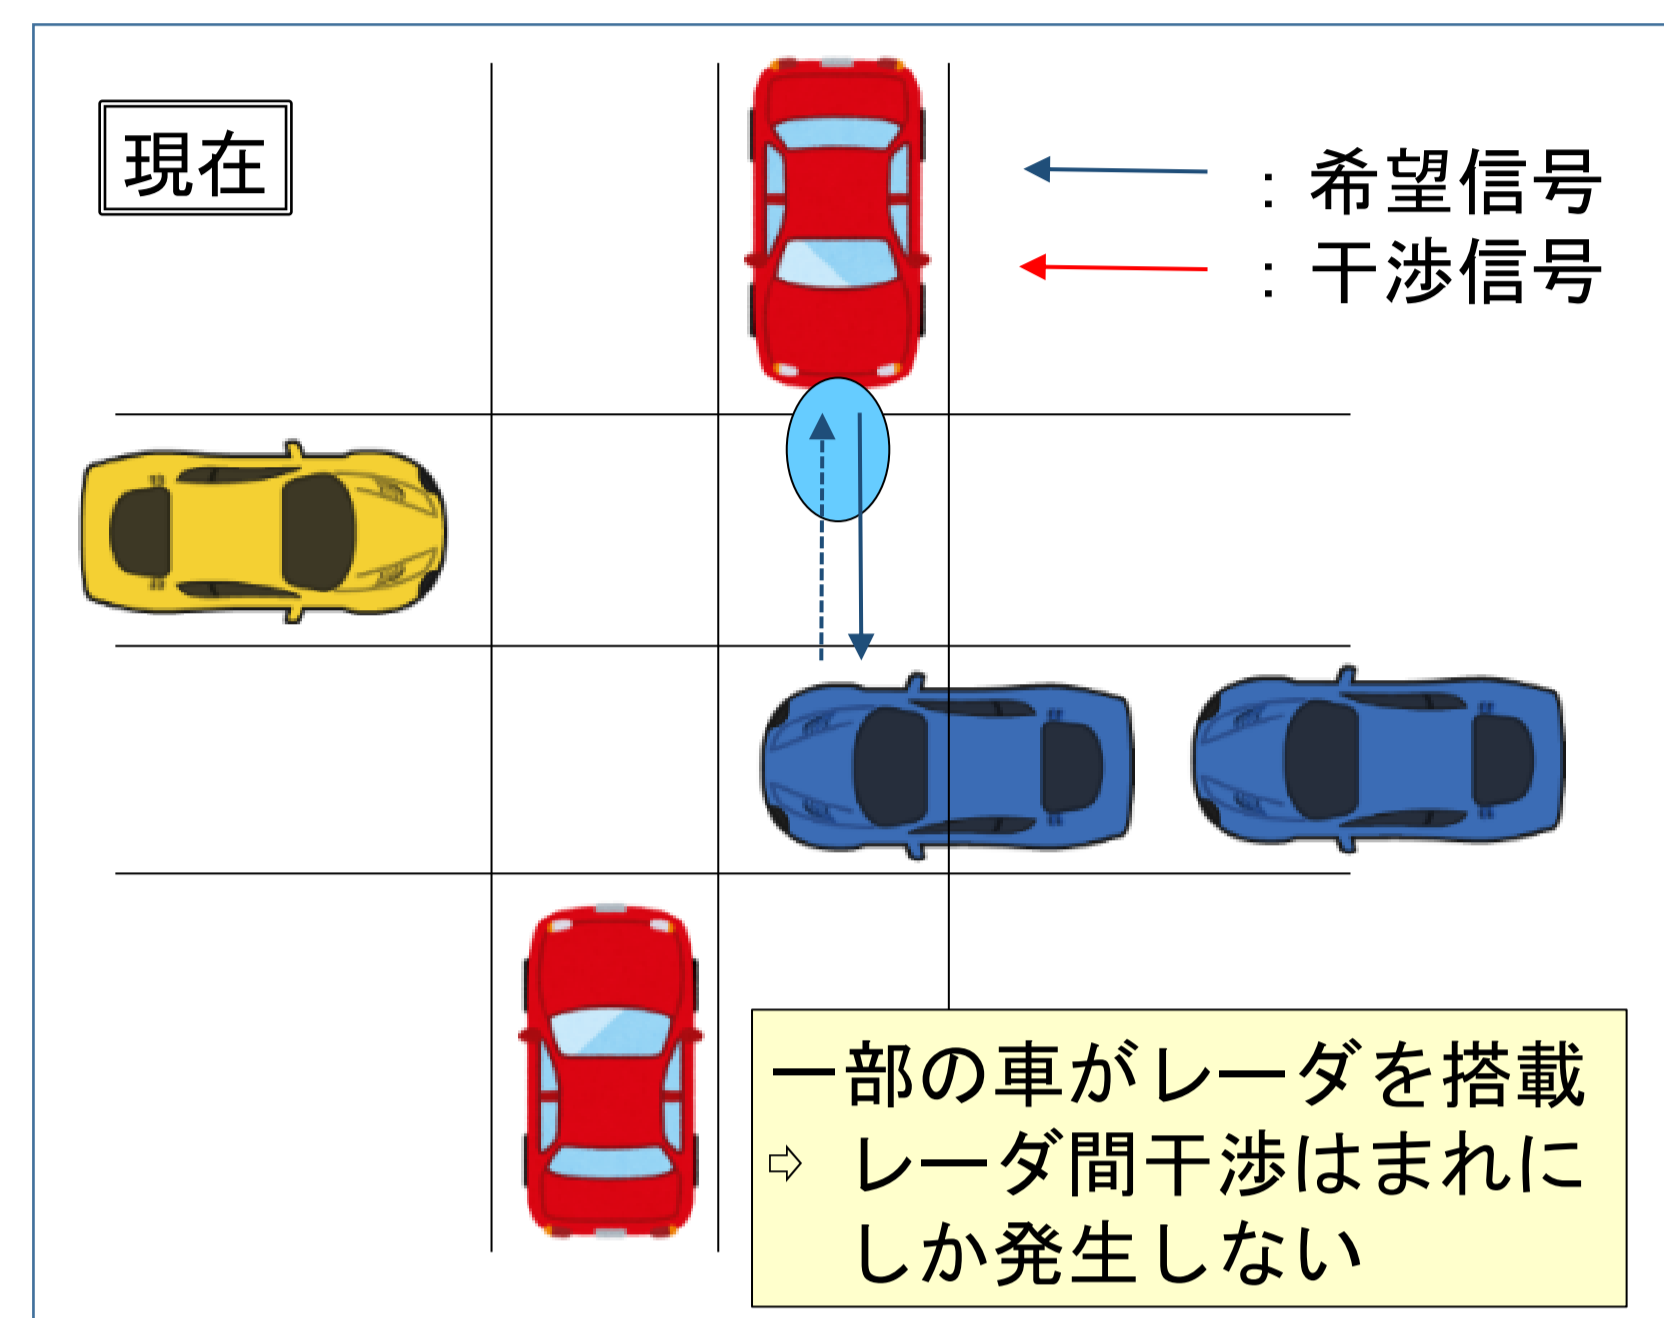 現在
：希望信号
：干渉信号
一部の車がレーダを搭載
⇨ レーダ間干渉はまれに
しか発生しない